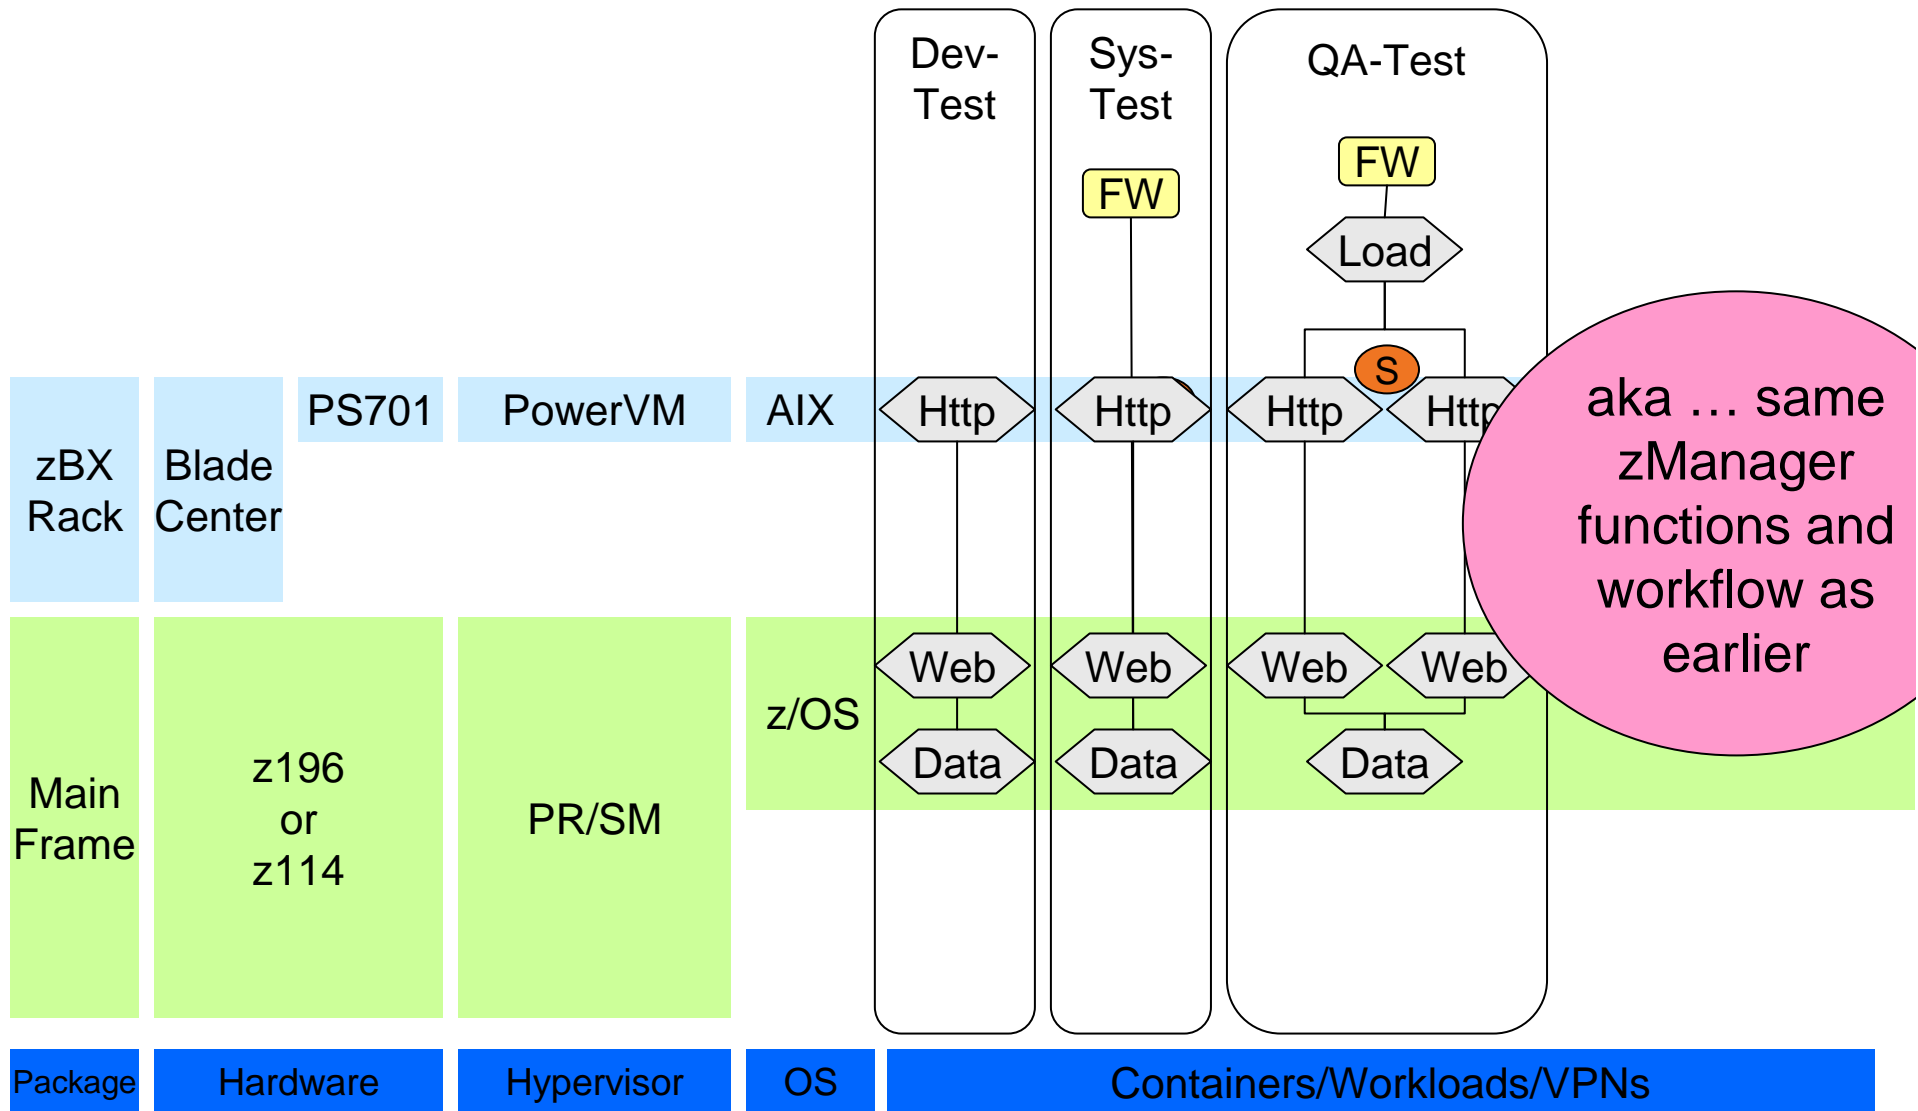 Dev-
Test
Sys-
Test
QA-Test
FW
FW
Load
S
PS701
PowerVM
AIX
Http
Http
Http
Http
zBX
Rack
Blade
Center
aka … same
zManager
functions and
workflow as
earlier
Web
Web
Web
Web
z/OS
Data
Data
Data
Main
Frame
z196
or
z114
PR/SM
Package
Hardware
Hypervisor
OS
Containers/Workloads/VPNs